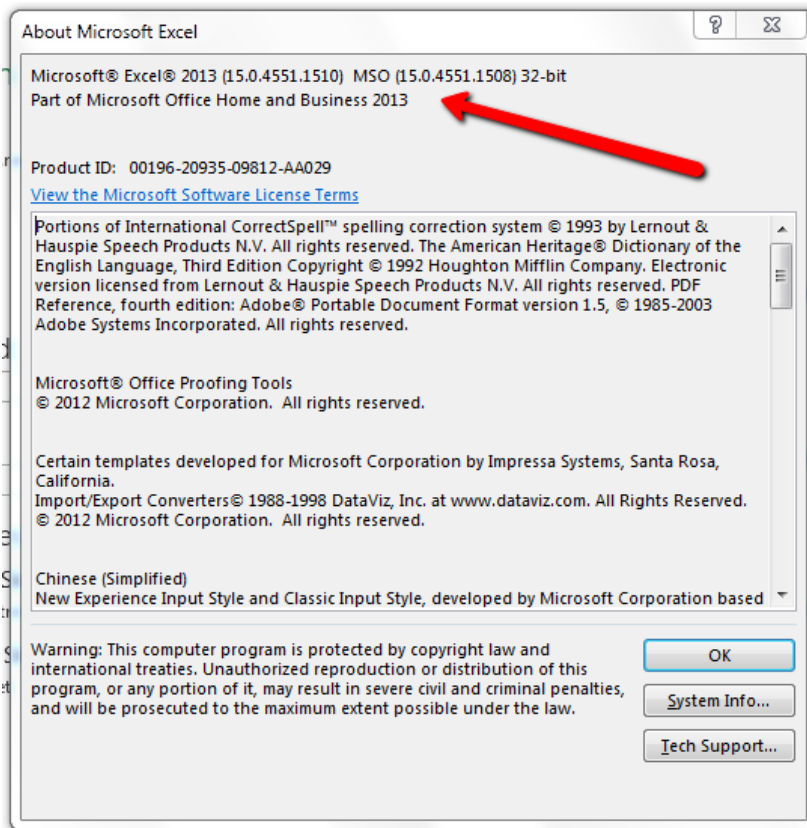 About Microsoft Excel
Microsoft® Excel® 2013 (15.0.4551.1510) MSO (15.0.4551.1508) 32-bit
Part of Microsoft Office Home and Business 2013
Product ID: 00196-20935-09812-AA029
View the Microsoft Software License Terms
Portions of International CorrectSpell™ spelling correction system © 1993 by Lernout &
Hauspie Speech Products N.V. All rights reserved. The American Heritage® Dictionary of the
English Language, Third Edition Copyright © 1992 Houghton Mifflin Company. Electronic
version licensed from Lernout & Hauspie Speech Products N.V. All rights reserved. PDF
Reference, fourth edition: Adobe® Portable Document Format version 1.5, © 1985-2003
Adobe Systems Incorporated. All rights reserved.
Microsoft® Office Proofing Tools
© 2012 Microsoft Corporation. All rights reserved.
Certain templates developed for Microsoft Corporation by Impressa Systems, Santa Rosa,
California.
Import/Export Converters© 1988-1998 DataViz, Inc. at www.dataviz.com. All Rights Reserved.
© 2012 Microsoft Corporation. All rights reserved.
Chinese (Simplified)
New Experience Input Style and Classic Input Style, developed by Microsoft Corporation based
Warning: This computer program is protected by copyright law and
international treaties. Unauthorized reproduction or distribution of this
program, or any portion of it, may result in severe civil and criminal penalties,
and will be prosecuted to the maximum extent possible under the law.
OK
System Info...
Tech Support...